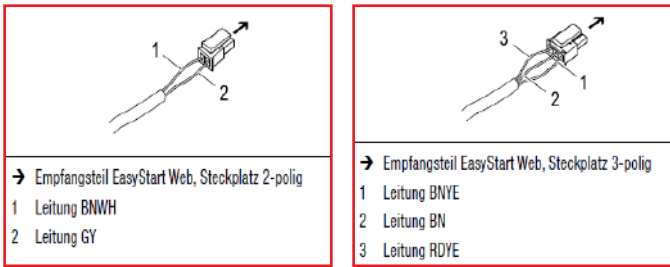 1
2
→ Empfangsteil EasyStart Web, Steckplatz 2-polig
1 Leitung BNWH
2 Leitung GY
3
1
2
→ Empfangsteil EasyStart Web, Steckplatz 3-polig
1 Leitung BNYE
2 Leitung BN
3 Leitung RDYE